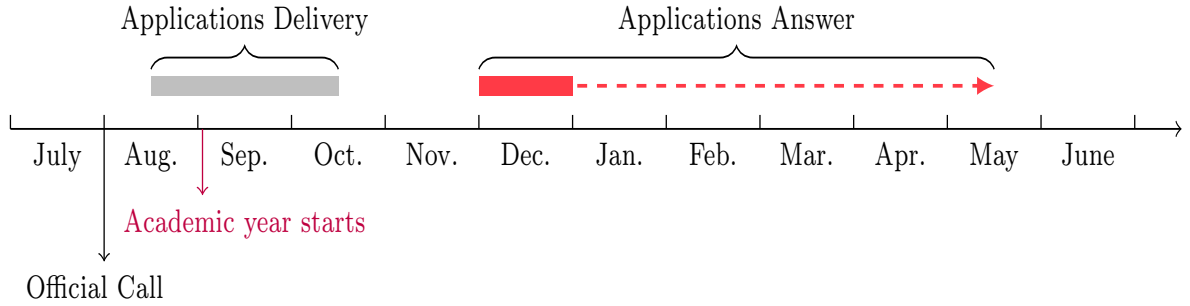 Applications Delivery
Applications Answer
July Aug. Sep. Oct. Nov. Dec. Jan. Feb. Mar. Apr. May June
Academic year starts
Official Call